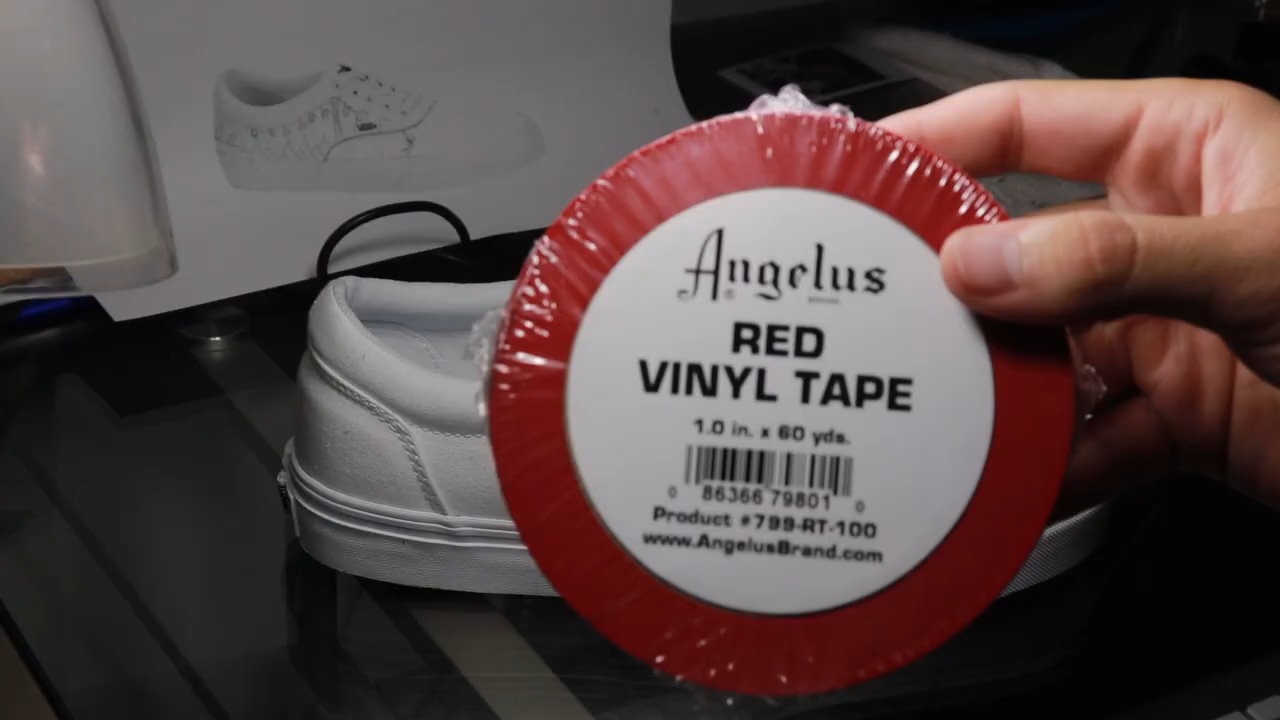 Angelus®
RED
VINYL TAPE
1.0 in. x 60 yds.
0 86366 79801 0
Product #799-RT-100
www.AngelusBrand.com